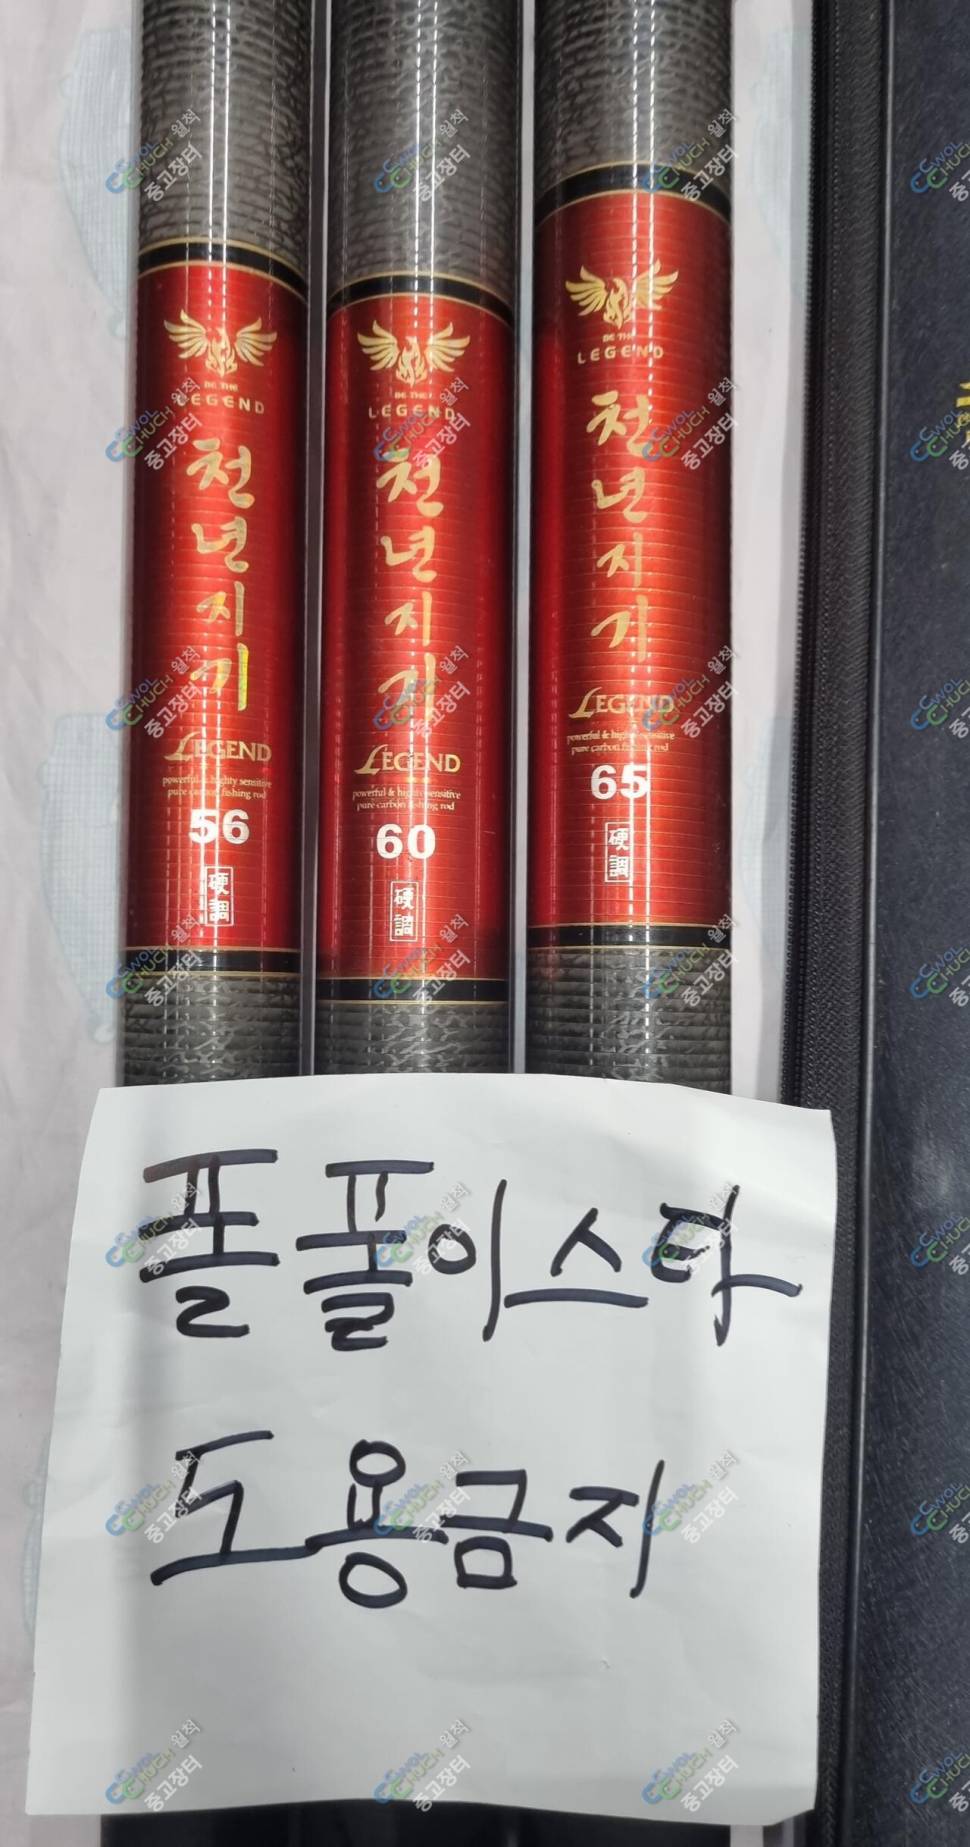 BE THE
LEGEND
천년지기
LEGEND
powerful & highly sensitive
pure carbon fishing rod
56
硬調
BE THE
LEGEND
천년지기
LEGEND
powerful & highly sensitive
pure carbon fishing rod
60
硬調
BE THE
LEGEND
천년지기
LEGEND
powerful & highly sensitive
pure carbon fishing rod
65
硬調
폴폴이스타
도용금지
WOLCHUCK 월척
중고장터